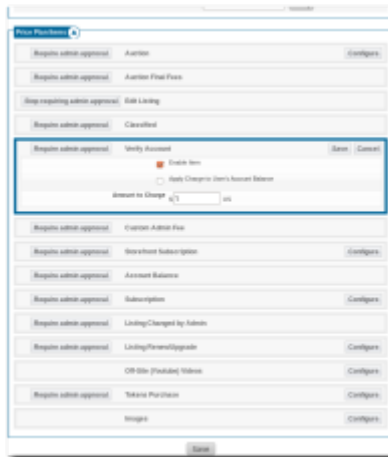 Price Plan Items
Require admin approval Auction Configure
Require admin approval Auction Final Fees
Stop requiring admin approval Edit Listing
Require admin approval Classified
Require admin approval Verify Account Save Cancel
Enable Item
Apply Charge to User's Account Balance
Amount to Charge $
Require admin approval Custom Admin Fee
Require admin approval Storefront Subscription Configure
Require admin approval Account Balance
Require admin approval Subscription Configure
Require admin approval Listing Changed by Admin
Require admin approval Listing Renew/Upgrade Configure
Off-Site (Youtube) Videos Configure
Require admin approval Tokens Purchase Configure
Images Configure
Save